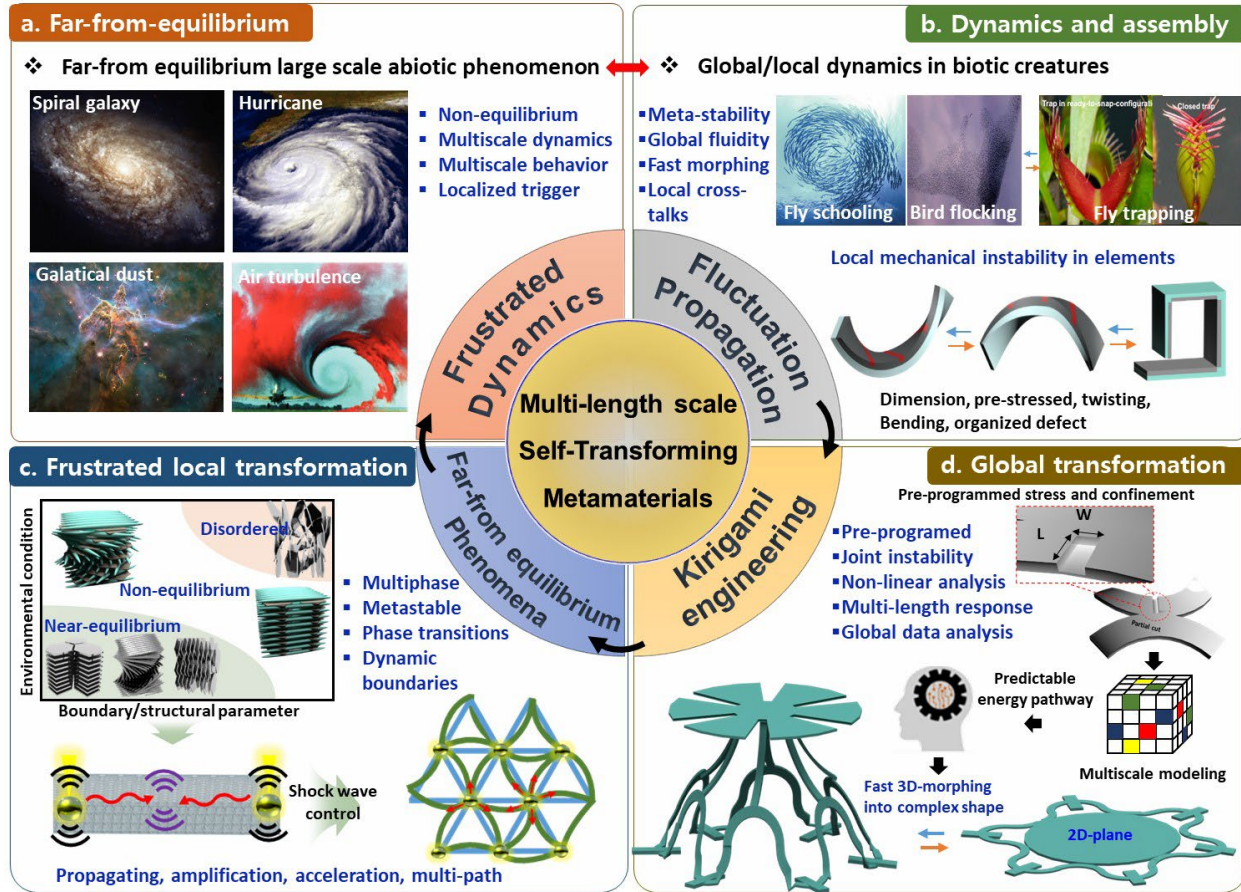 a. Far-from-equilibrium
❖ Far-from equilibrium large scale abiotic phenomenon
Spiral galaxy
Hurricane
Galatical dust
Air turbulence
▪ Non-equilibrium
▪ Multiscale dynamics
▪ Multiscale behavior
▪ Localized trigger
b. Dynamics and assembly
❖ Global/local dynamics in biotic creatures
▪Meta-stability
▪Global fluidity
▪Fast morphing
▪Local cross-
talks
Fly schooling
Bird flocking
Trap in ready-to-snap-configurati
Closed trap
Fly trapping
Local mechanical instability in elements
Dimension, pre-stressed, twisting,
Bending, organized defect
Frustrated
Dynamics
Fluctuation
Propagation
Kirigami
engineering
Far-from equilibrium
Phenomena
Multi-length scale
Self-Transforming
Metamaterials
c. Frustrated local transformation
Environmental condition
Disordered
Non-equilibrium
Near-equilibrium
Boundary/structural parameter
▪ Multiphase
▪ Metastable
▪ Phase transitions
▪ Dynamic
boundaries
Shock wave
control
Propagating, amplification, acceleration, multi-path
d. Global transformation
Pre-programmed stress and confinement
W
L
Partial cut
▪Pre-programed
▪Joint instability
▪Non-linear analysis
▪Multi-length response
▪Global data analysis
Predictable
energy pathway
Multiscale modeling
Fast 3D-morphing
into complex shape
2D-plane